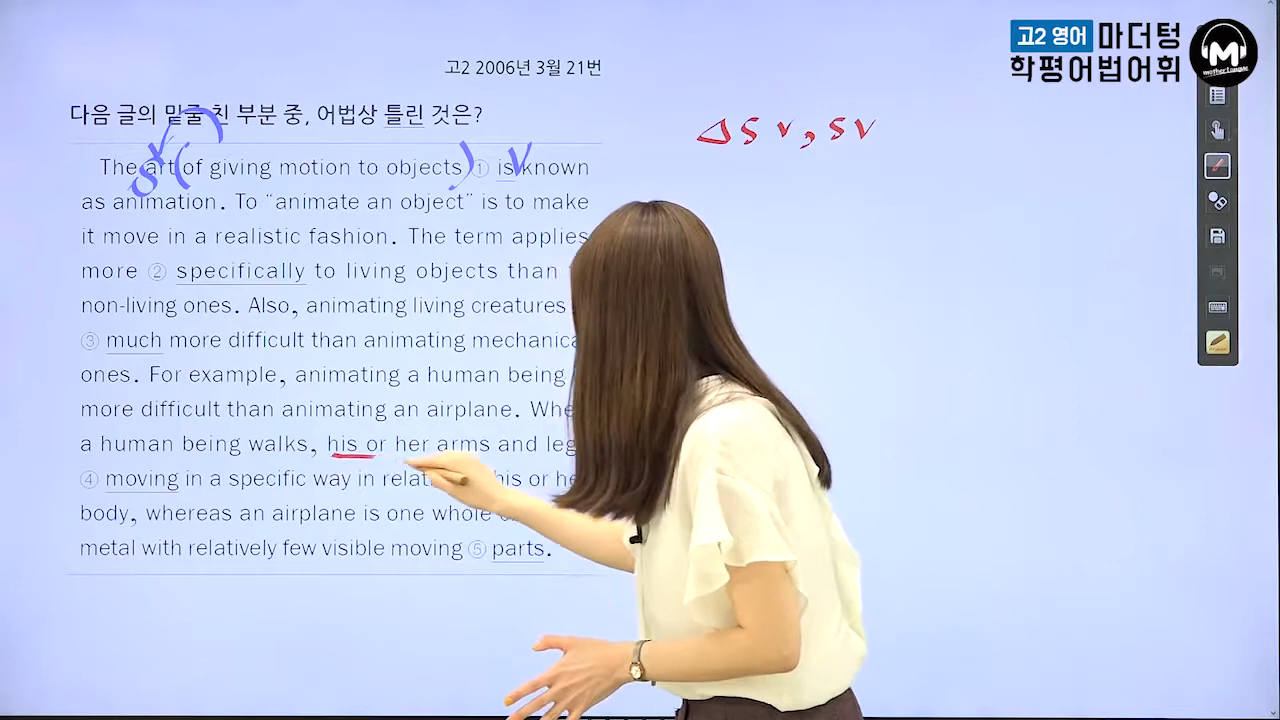 고2 영어 마더텅
학평어법어휘
M
mother tongue
고2 2006년 3월 21번
다음 글의 밑줄 친 부분 중, 어법상 틀린 것은?
△ S V , S V
S ( ) V
The art of giving motion to objects ① is known
as animation. To “animate an object” is to make
it move in a realistic fashion. The term applies
more ② specifically to living objects than
non-living ones. Also, animating living creatures
③ much more difficult than animating mechanica
ones. For example, animating a human being
more difficult than animating an airplane. Whe
a human being walks, his or her arms and leg
④ moving in a specific way in relat his or he
body, whereas an airplane is one whole
metal with relatively few visible moving ⑤ parts.